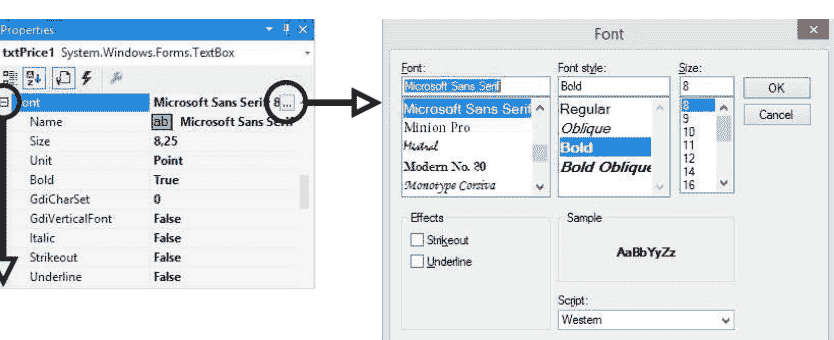 Properties
txtPrice1 System.Windows.Forms.TextBox
Font Microsoft Sans Serif; 8 ...
Name ab Microsoft Sans Serif
Size 8,25
Unit Point
Bold True
GdiCharSet 0
GdiVerticalFont False
Italic False
Strikeout False
Underline False
Font
Font: Font style: Size:
Microsoft Sans Serif Bold 8
Microsoft Sans Serif
Minion Pro
Mistral
Modern No. 20
Monotype Corsiva
Regular
Oblique
Bold
Bold Oblique
8
9
10
11
12
14
16
OK
Cancel
Effects
Strikeout
Underline
Sample
AaBbYyZz
Script:
Western